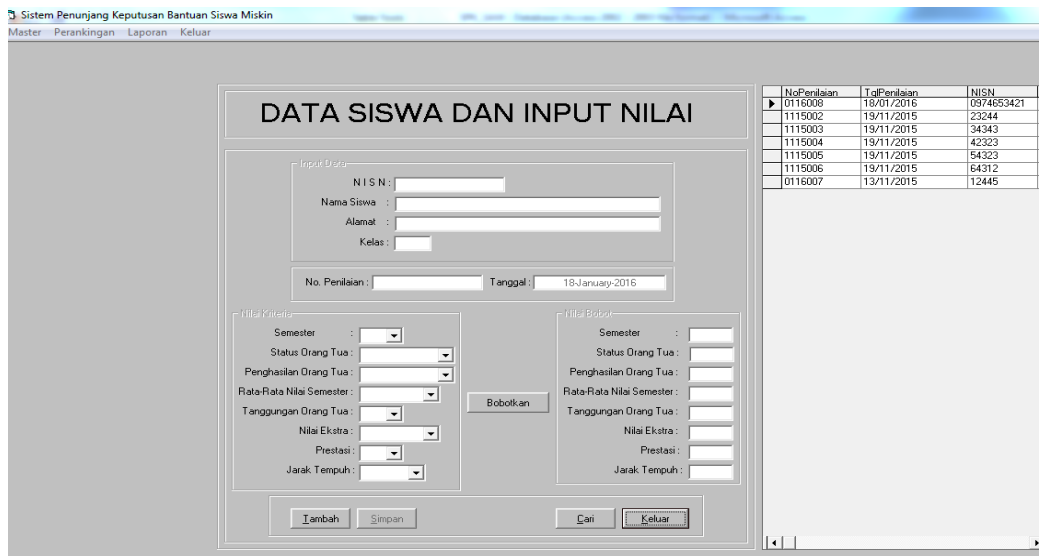 Sistem Penunjang Keputusan Bantuan Siswa Miskin
Master Perankingan Laporan Keluar
DATA SISWA DAN INPUT NILAI
Input Data
N I S N :
Nama Siswa :
Alamat :
Kelas :
No. Penilaian : Tanggal : 18-January-2016
Nilai Kriteria
Semester :
Status Orang Tua :
Penghasilan Orang Tua :
Rata-Rata Nilai Semester :
Tanggungan Orang Tua :
Nilai Ekstra :
Prestasi :
Jarak Tempuh :
Bobotkan
Nilai Bobot
Semester :
Status Orang Tua :
Penghasilan Orang Tua :
Rata-Rata Nilai Semester :
Tanggungan Orang Tua :
Nilai Ekstra :
Prestasi :
Jarak Tempuh :
Tambah Simpan Cari Keluar
NoPenilaian TglPenilaian NISN
0116008 18/01/2016 0974653421
1115002 19/11/2015 23244
1115003 19/11/2015 34343
1115004 19/11/2015 42323
1115005 19/11/2015 54323
1115006 19/11/2015 64312
0116007 13/11/2015 12445